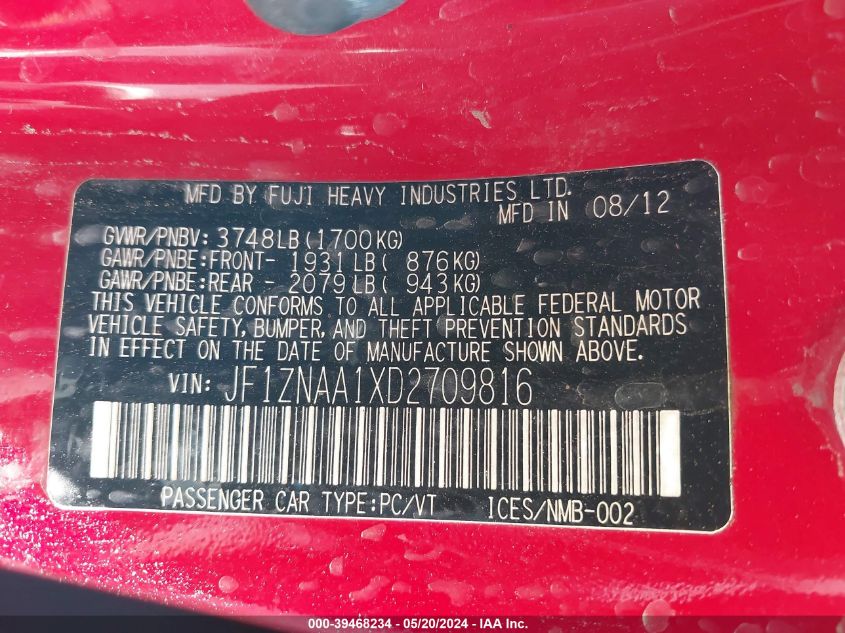 MFD BY FUJI HEAVY INDUSTRIES LTD.
MFD IN 08/12
GVWR/PNBV: 3748LB(1700KG)
GAWR/PNBE:FRONT- 1931LB( 876KG)
GAWR/PNBE:REAR - 2079LB( 943KG)
THIS VEHICLE CONFORMS TO ALL APPLICABLE FEDERAL MOTOR
VEHICLE SAFETY, BUMPER, AND THEFT PREVENTION STANDARDS
IN EFFECT ON THE DATE OF MANUFACTURE SHOWN ABOVE.
VIN: JF1ZNAA1XD2709816
PASSENGER CAR TYPE:PC/VT ICES/NMB-002
000-39468234 - 05/20/2024 - IAA Inc.